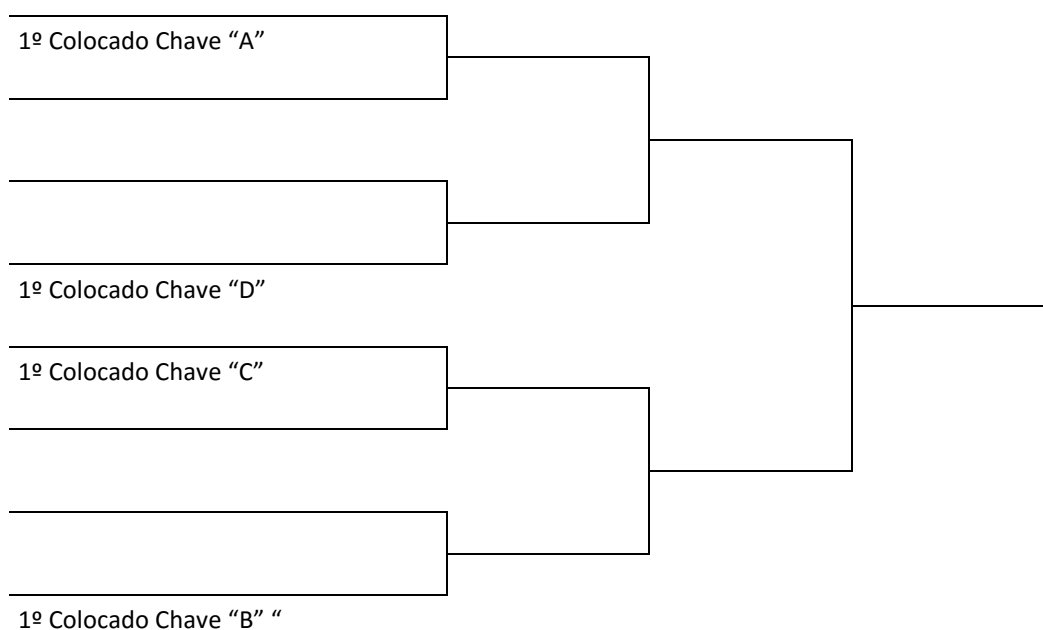 1º Colocado Chave “A”
1º Colocado Chave “D”
1º Colocado Chave “C”
1º Colocado Chave “B” “